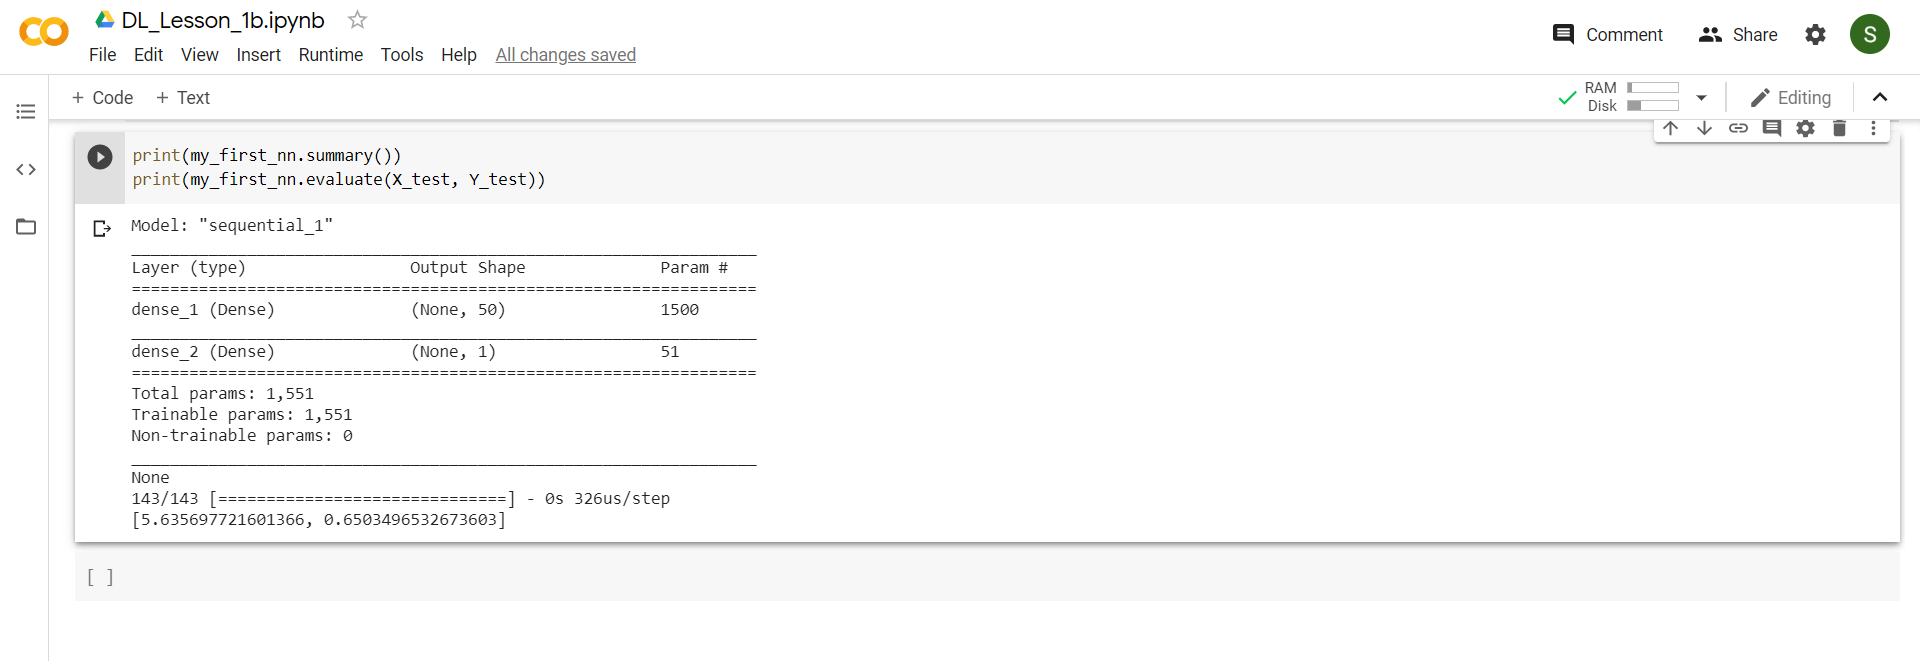 DL_Lesson_1b.ipynb
File Edit View Insert Runtime Tools Help All changes saved
Comment Share S
+ Code + Text
RAM
Disk
Editing
print(my_first_nn.summary())
print(my_first_nn.evaluate(X_test, Y_test))
Model: "sequential_1"
_________________________________________________________________
Layer (type) Output Shape Param #
=================================================================
dense_1 (Dense) (None, 50) 1500
_________________________________________________________________
dense_2 (Dense) (None, 1) 51
=================================================================
Total params: 1,551
Trainable params: 1,551
Non-trainable params: 0
_________________________________________________________________
None
143/143 [==============================] - 0s 326us/step
[5.635697721601366, 0.6503496532673603]
[ ]